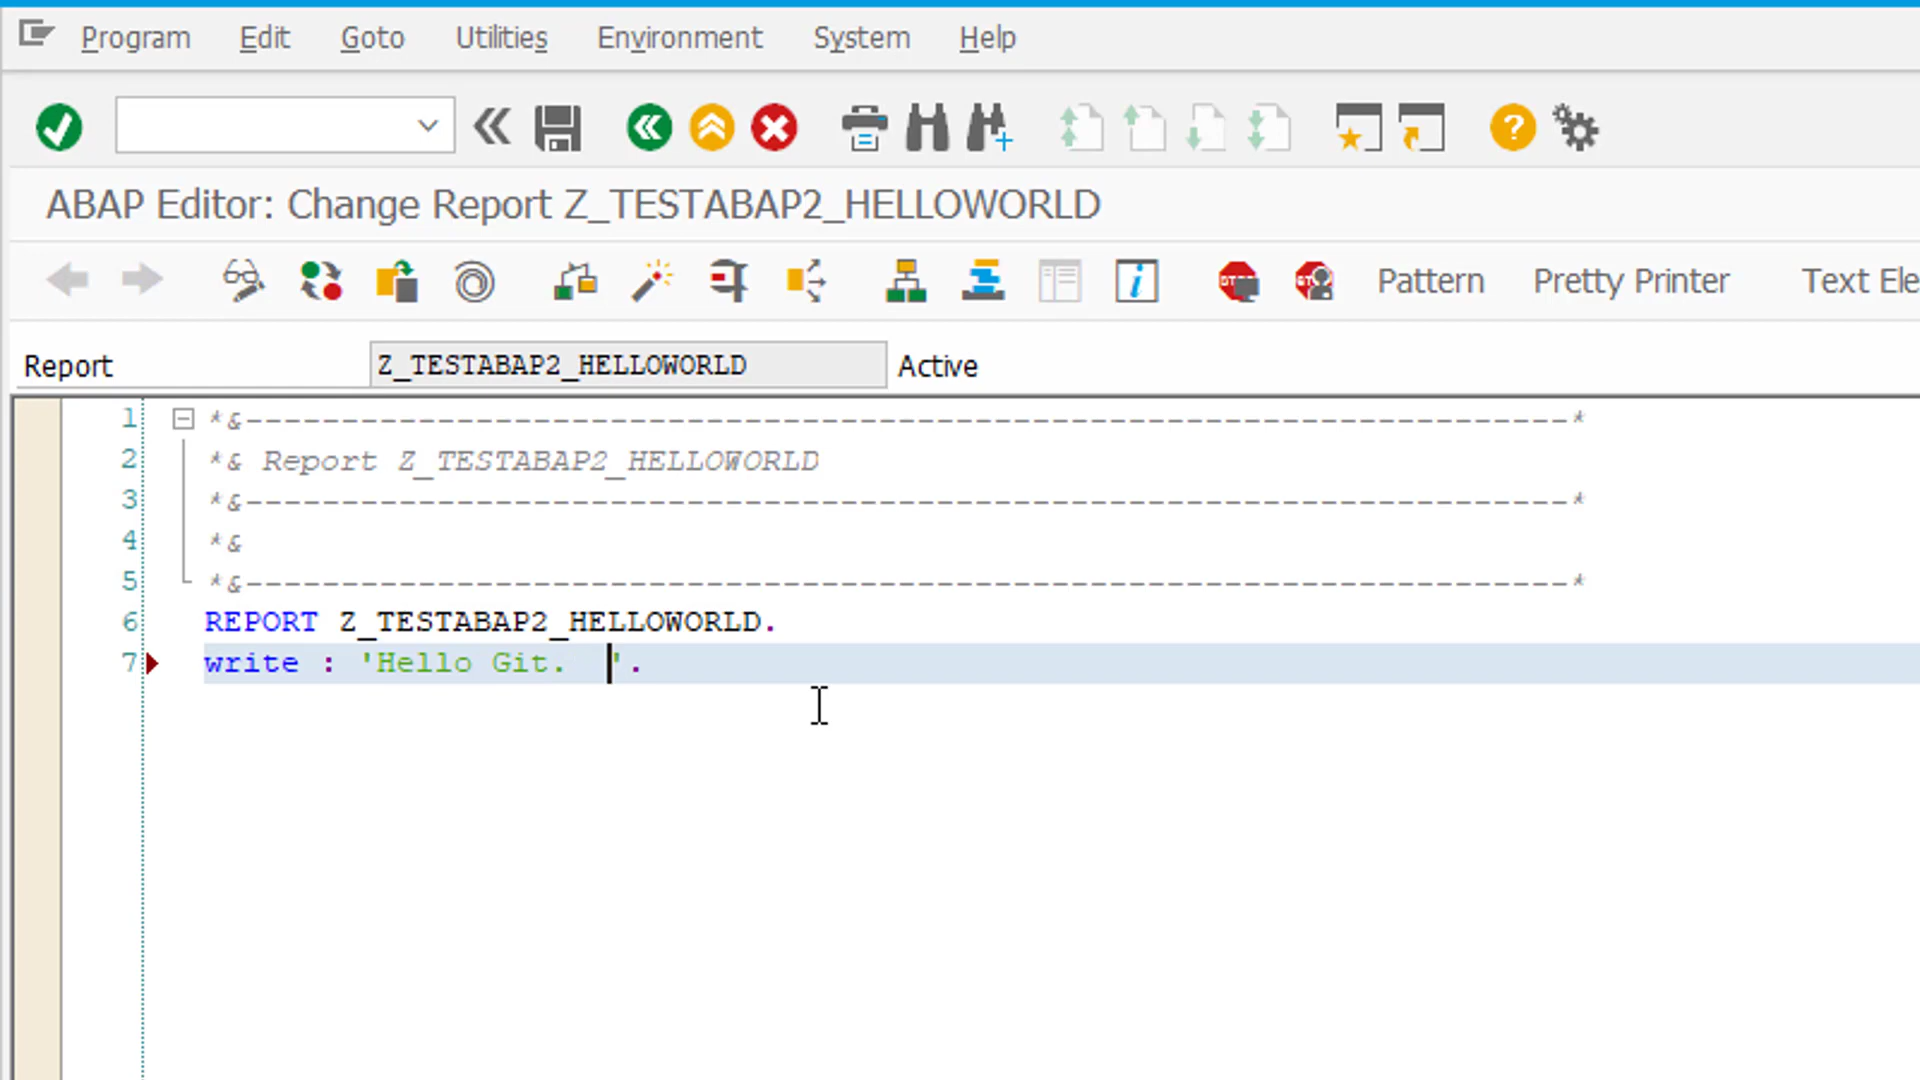 Program Edit Goto Utilities Environment System Help
ABAP Editor: Change Report Z_TESTABAP2_HELLOWORLD
Pattern Pretty Printer Text Ele
Report Z_TESTABAP2_HELLOWORLD Active
1 *&---------------------------------------------------------------------*
2 *& Report Z_TESTABAP2_HELLOWORLD
3 *&---------------------------------------------------------------------*
4 *&
5 *&---------------------------------------------------------------------*
6 REPORT Z_TESTABAP2_HELLOWORLD.
7 write : 'Hello Git.   '.